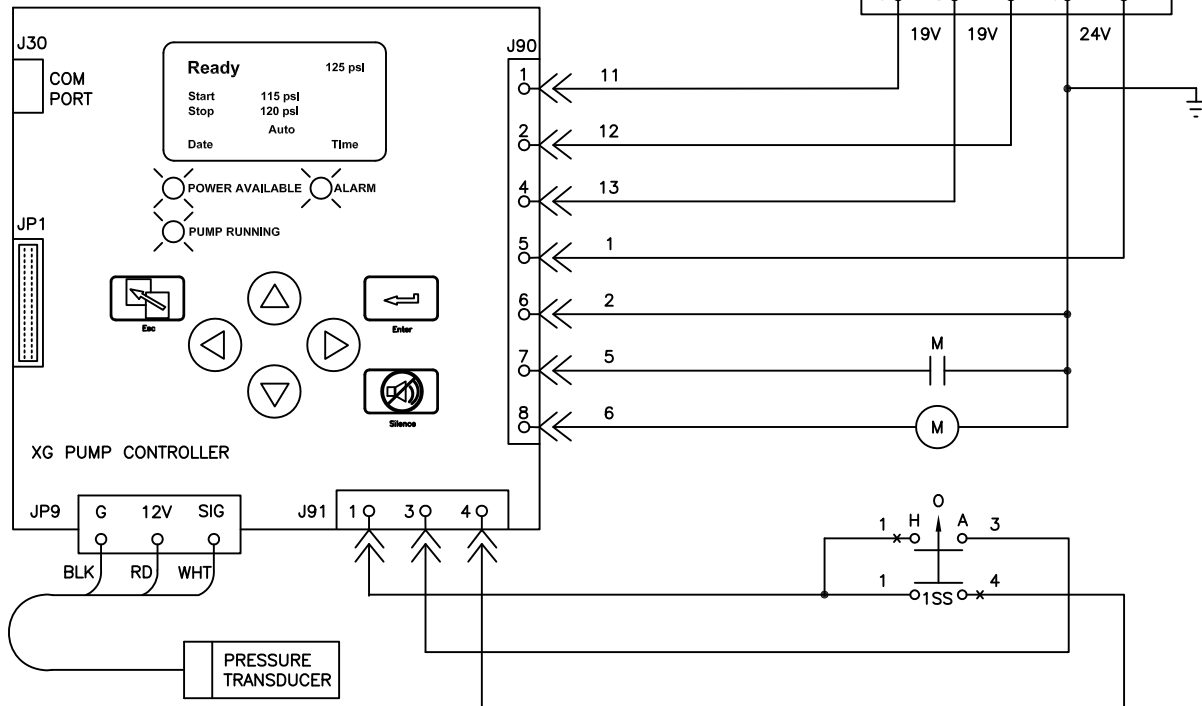 19V 19V 24V
J30
COM
PORT
J90
Ready 125 psi
Start 115 psi
Stop 120 psi
Auto
Date Time
POWER AVAILABLE ALARM
PUMP RUNNING
JP1
Esc
Enter
Silence
1 11
2 12
4 13
5 1
6 2
7 5 M
8 6 M
XG PUMP CONTROLLER
JP9 G 12V SIG
J91 1 3 4
BLK RD WHT
O
1 H A 3
1 1SS 4
PRESSURE
TRANSDUCER